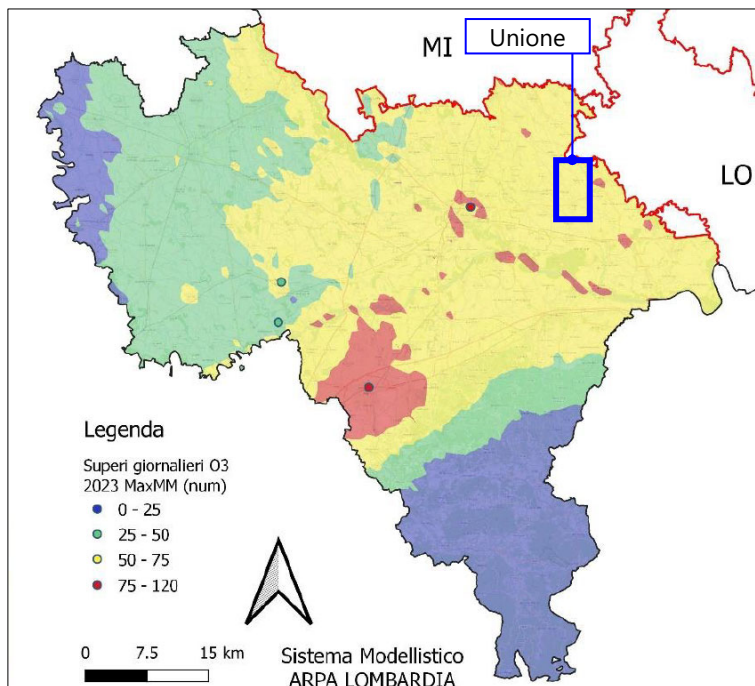 MI
Unione
LO
Legenda
Superi giornalieri O3
2023 MaxMM (num)
0 - 25
25 - 50
50 - 75
75 - 120
0 7.5 15 km
Sistema Modellistico
ARPA LOMBARDIA